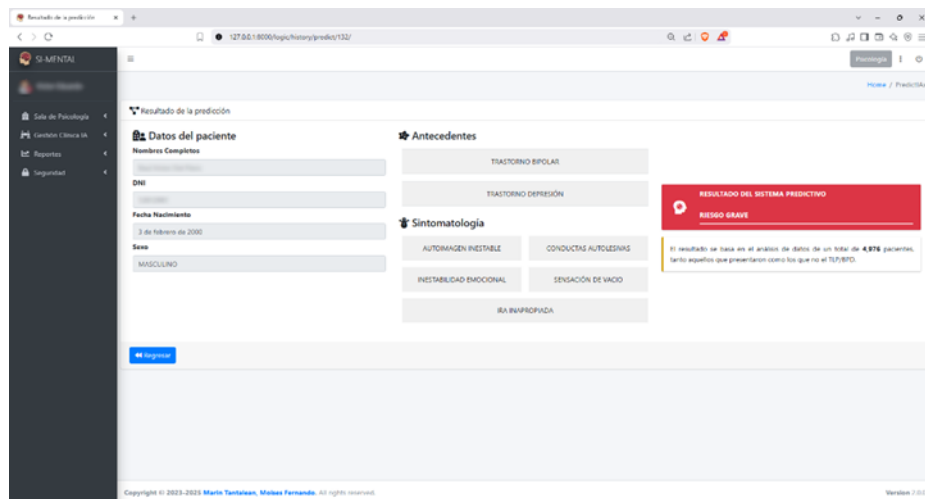 Resultado de la predicción
127.0.0.1:8000/logic/history/predict/132/
SI-MENTAL
Psicología
Home / PredictIA
Sala de Psicología
Gestión Clínica IA
Reportes
Seguridad
Resultado de la predicción
Datos del paciente
Nombres Completos
DNI
Fecha Nacimiento
3 de febrero de 2000
Sexo
MASCULINO
Antecedentes
TRASTORNO BIPOLAR
TRASTORNO DEPRESIÓN
Sintomatología
AUTOIMAGEN INESTABLE
CONDUCTAS AUTOLESIVAS
INESTABILIDAD EMOCIONAL
SENSACIÓN DE VACIO
IRA INAPROPIADA
RESULTADO DEL SISTEMA PREDICTIVO
RIESGO GRAVE
El resultado se basa en el análisis de datos de un total de 4,976 pacientes,
tanto aquellos que presentaron como los que no el TLP/BPD.
Regresar
Copyright © 2023-2025 Marin Tantalean, Moises Fernando. All rights reserved.
Version 2.0.0